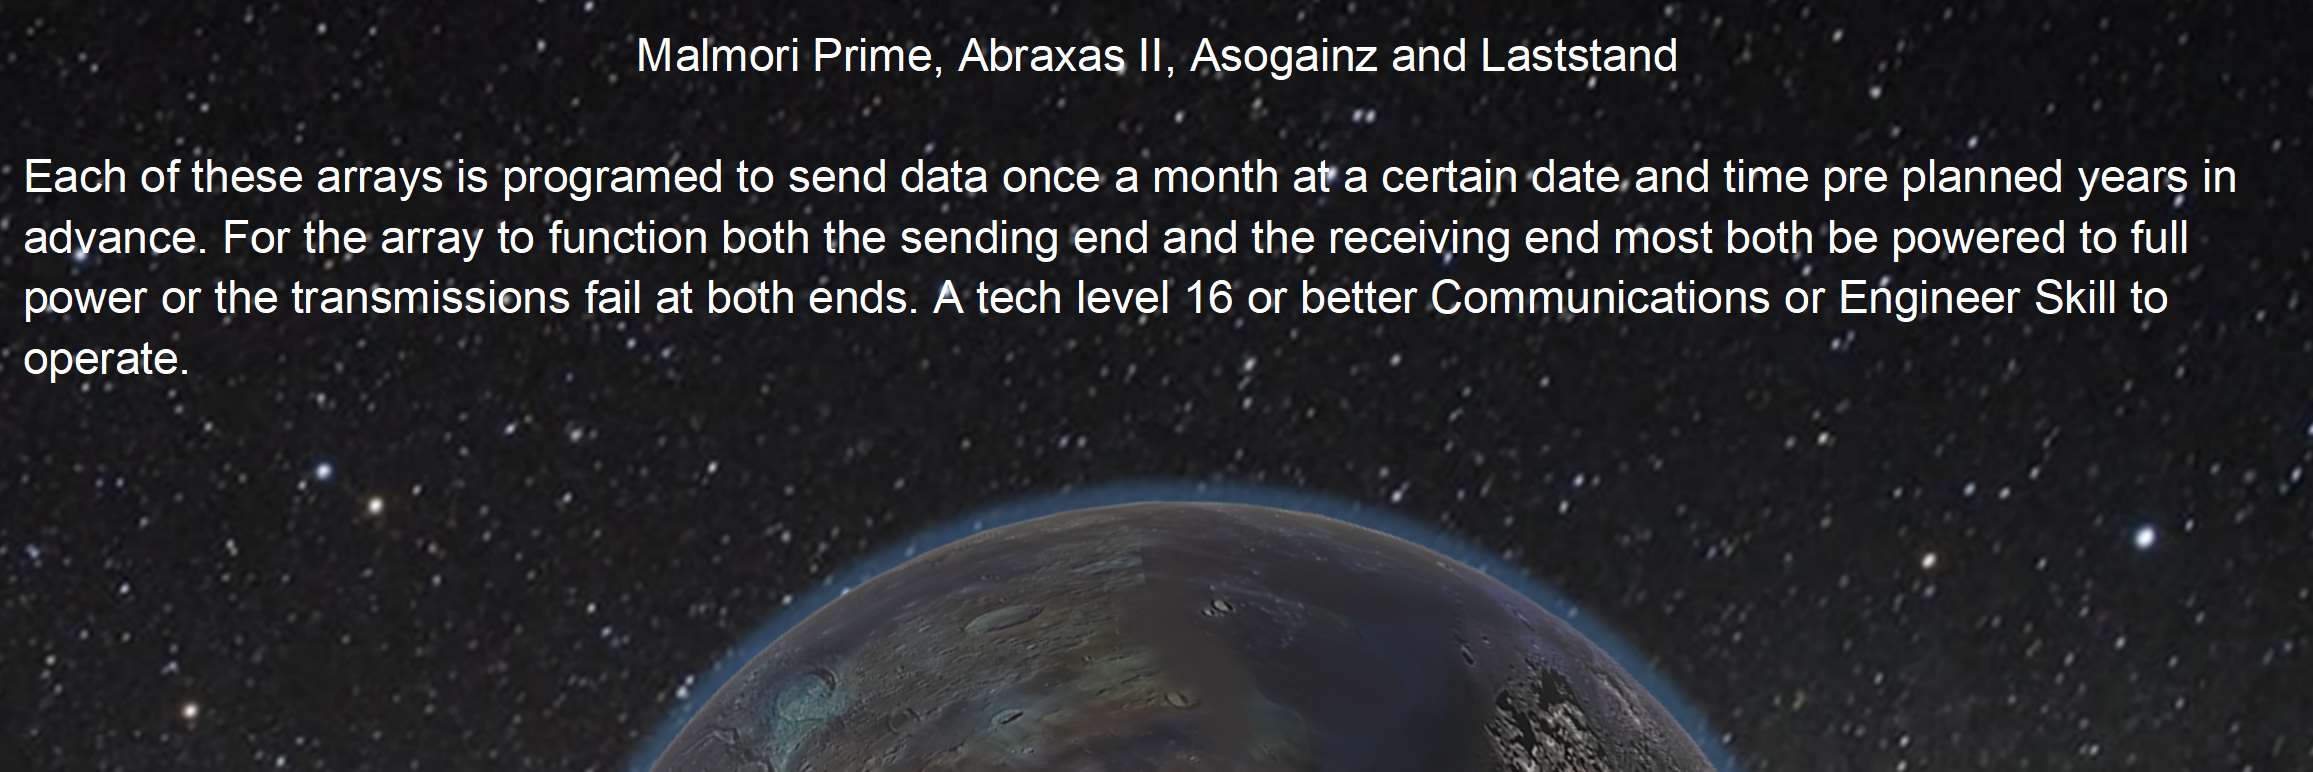 Malmori Prime, Abraxas II, Asogainz and Laststand
Each of these arrays is programed to send data once a month at a certain date and time pre planned years in
advance. For the array to function both the sending end and the receiving end most both be powered to full
power or the transmissions fail at both ends. A tech level 16 or better Communications or Engineer Skill to
operate.